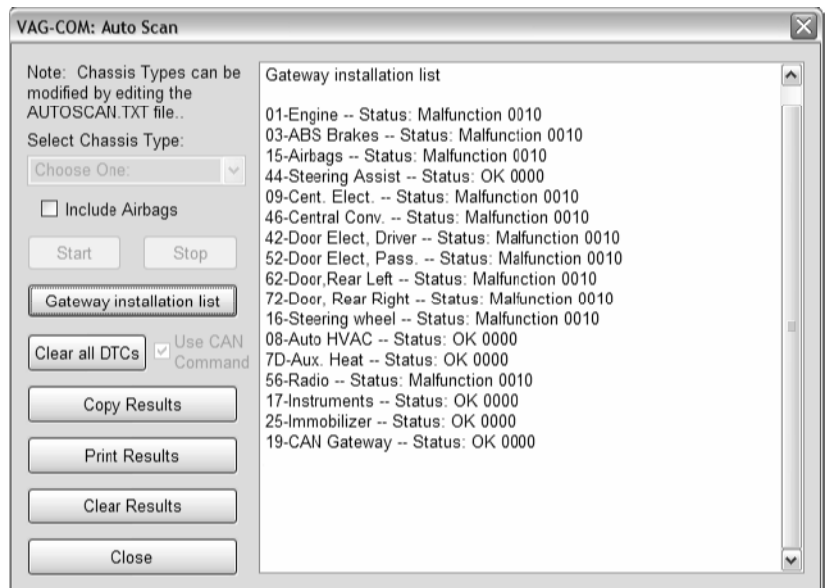 VAG-COM: Auto Scan
Note: Chassis Types can be
modified by editing the
AUTOSCAN.TXT file..
Select Chassis Type:
Choose One:
Include Airbags
Start
Stop
Gateway installation list
Clear all DTCs
Use CAN
Command
Copy Results
Print Results
Clear Results
Close
Gateway installation list
01-Engine -- Status: Malfunction 0010
03-ABS Brakes -- Status: Malfunction 0010
15-Airbags -- Status: Malfunction 0010
44-Steering Assist -- Status: OK 0000
09-Cent. Elect. -- Status: Malfunction 0010
46-Central Conv. -- Status: Malfunction 0010
42-Door Elect, Driver -- Status: Malfunction 0010
52-Door Elect, Pass. -- Status: Malfunction 0010
62-Door,Rear Left -- Status: Malfunction 0010
72-Door, Rear Right -- Status: Malfunction 0010
16-Steering wheel -- Status: Malfunction 0010
08-Auto HVAC -- Status: OK 0000
7D-Aux. Heat -- Status: OK 0000
56-Radio -- Status: Malfunction 0010
17-Instruments -- Status: OK 0000
25-Immobilizer -- Status: OK 0000
19-CAN Gateway -- Status: OK 0000